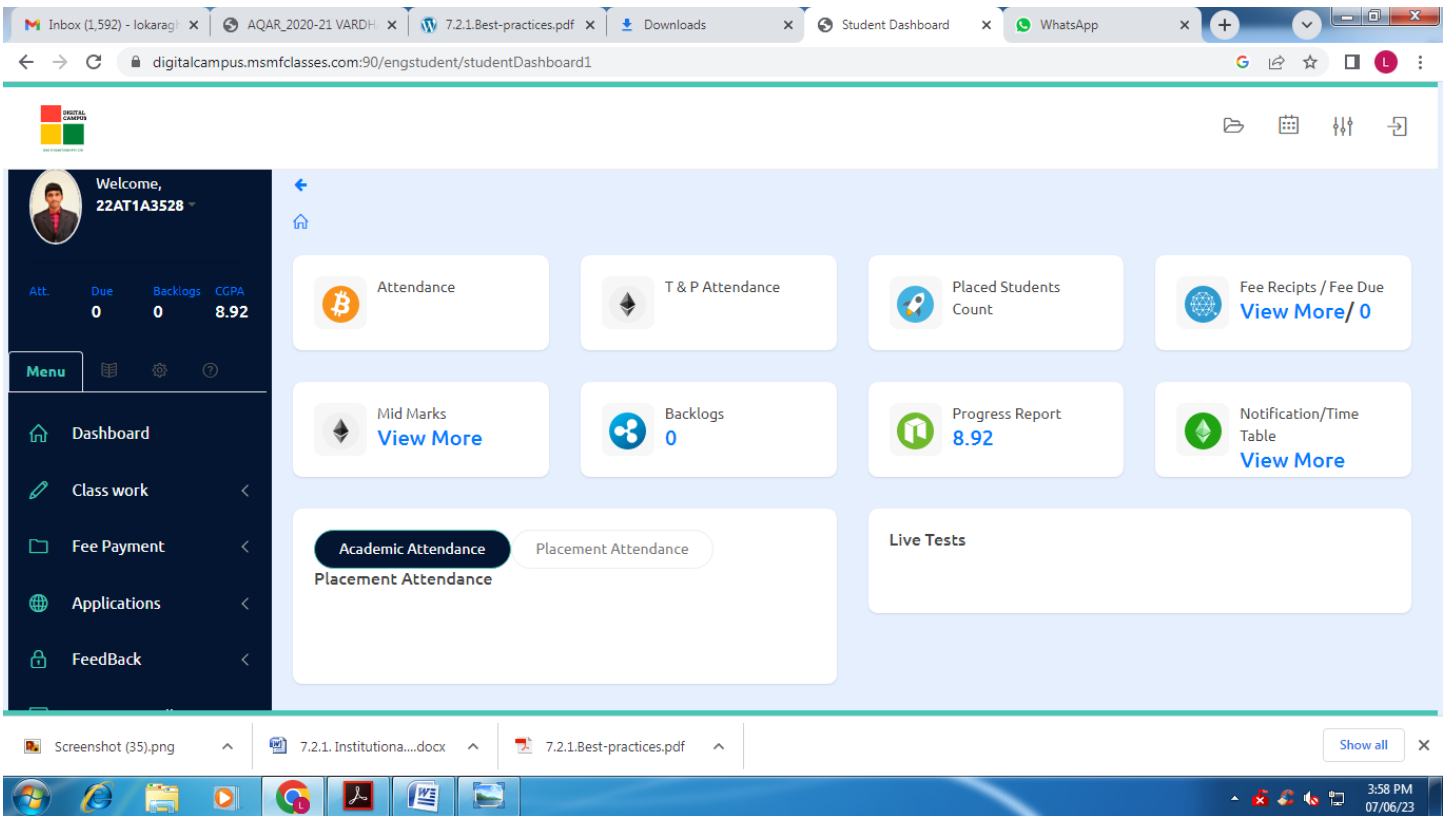 Inbox (1,592) - lokaragh
AQAR_2020-21 VARDH
7.2.1.Best-practices.pdf
Downloads
Student Dashboard
WhatsApp
digitalcampus.msmfclasses.com:90/engstudent/studentDashboard1
G
L
DIGITAL
CAMPUS
Welcome,
22AT1A3528
Att. Due Backlogs CGPA
0 0 8.92
Menu
Dashboard
Class work
Fee Payment
Applications
FeedBack
Attendance
T & P Attendance
Placed Students
Count
Fee Recipts / Fee Due
View More/ 0
Mid Marks
View More
Backlogs
0
Progress Report
8.92
Notification/Time
Table
View More
Academic Attendance
Placement Attendance
Placement Attendance
Live Tests
Screenshot (35).png
7.2.1. Instituitiona....docx
7.2.1.Best-practices.pdf
Show all
3:58 PM
07/06/23